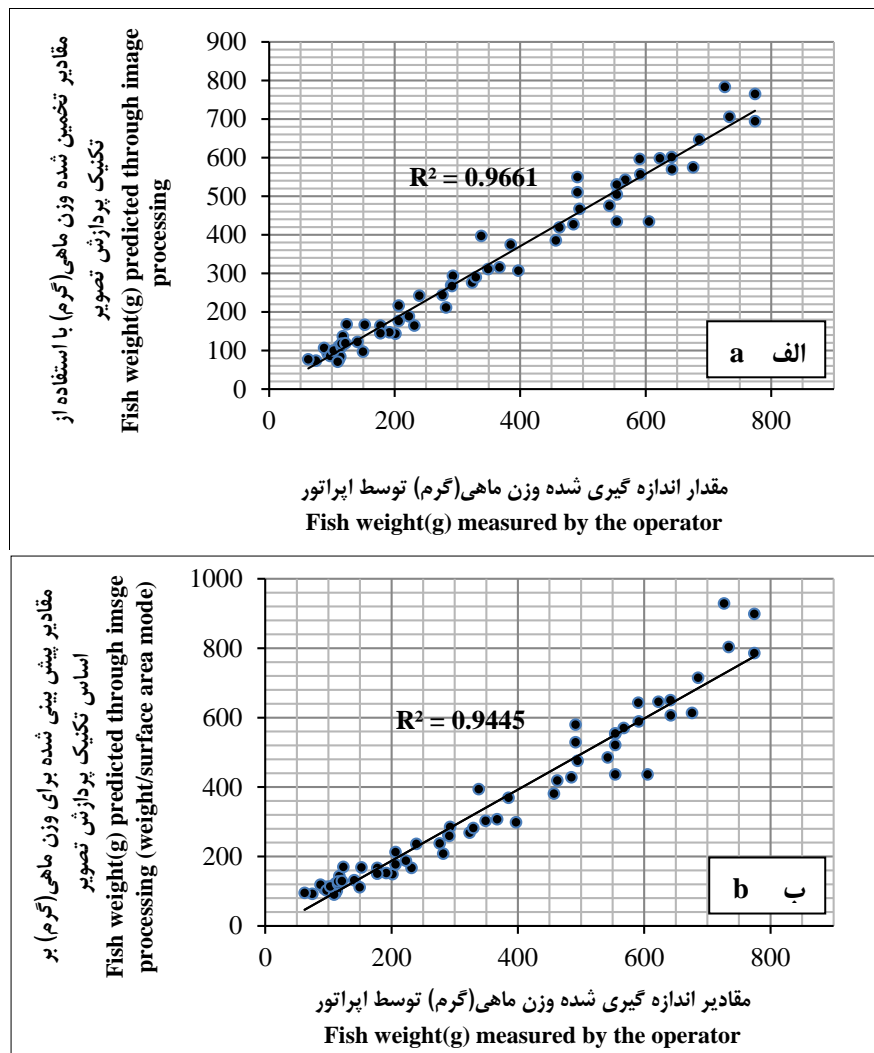 مقادیر تخمین شده وزن ماهی(گرم) با استفاده از
تکنیک پردازش تصویر
Fish weight(g) predicted through image
processing
900
800
700
600
500
400
300
200
100
0
R² = 0.9661
الف a
0 200 400 600 800
مقدار اندازه گیری شده وزن ماهی(گرم) توسط اپراتور
Fish weight(g) measured by the operator
مقادیر پیش بینی شده برای وزن ماهی(گرم) بر
اساس تکنیک پردازش تصویر
Fish weight(g) predicted through imsge
processing (weight/surface area mode)
1000
800
600
400
200
0
R² = 0.9445
ب b
0 200 400 600 800
مقادیر اندازه گیری شده وزن ماهی(گرم) توسط اپراتور
Fish weight(g) measured by the operator